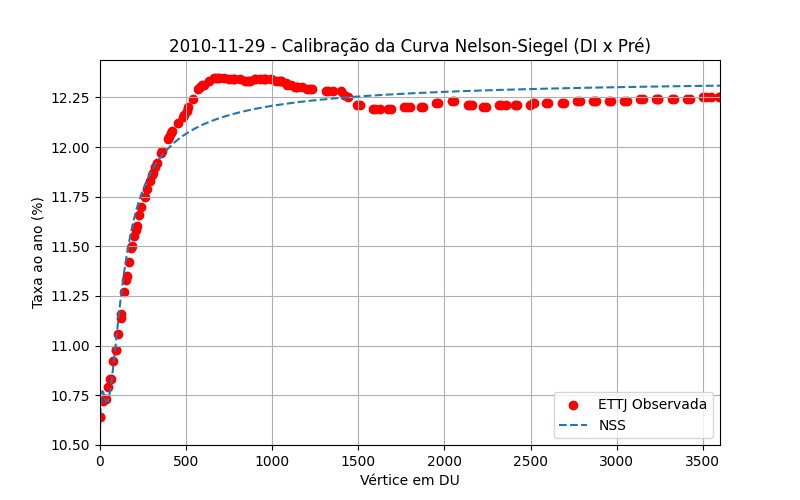 2010-11-29 - Calibração da Curva Nelson-Siegel (DI x Pré)
Taxa ao ano (%)
12.25
12.00
11.75
11.50
11.25
11.00
10.75
10.50
ETTJ Observada
NSS
0 500 1000 1500 2000 2500 3000 3500
Vértice em DU